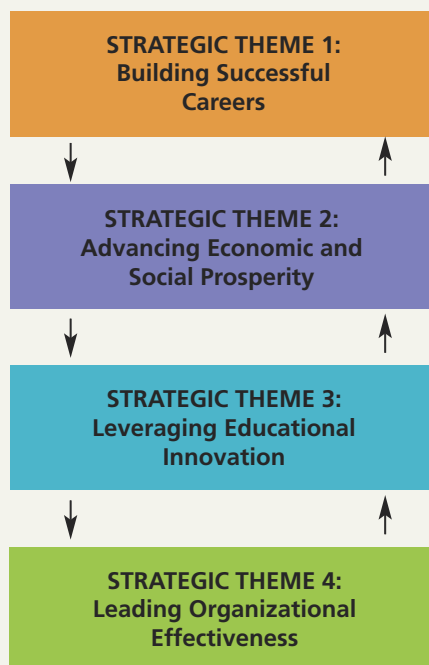 STRATEGIC THEME 1:
Building Successful
Careers
STRATEGIC THEME 2:
Advancing Economic and
Social Prosperity
STRATEGIC THEME 3:
Leveraging Educational
Innovation
STRATEGIC THEME 4:
Leading Organizational
Effectiveness